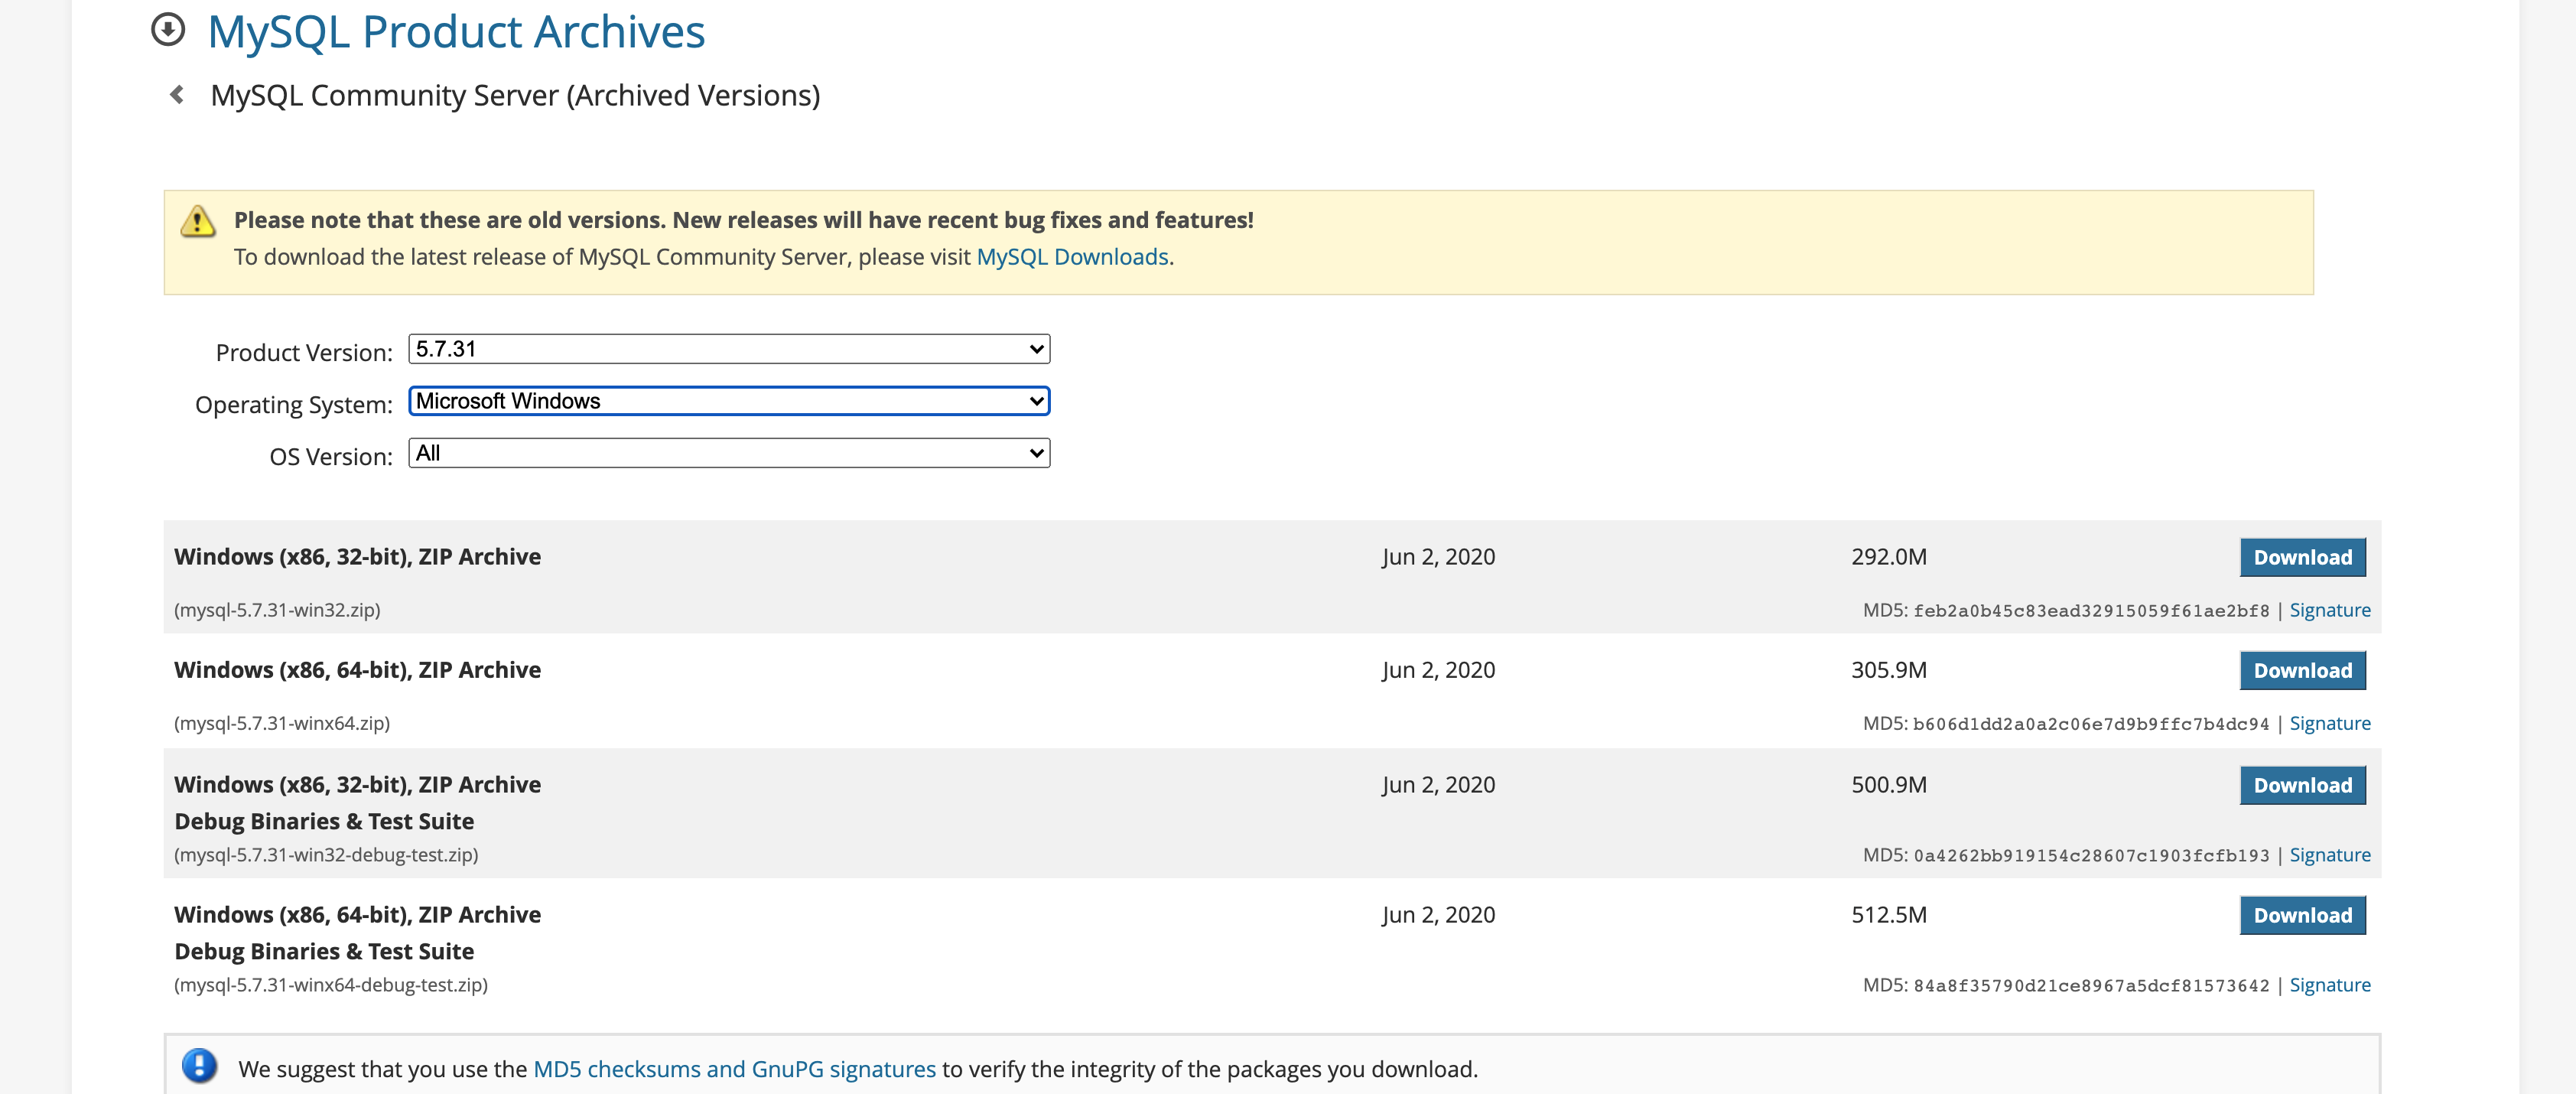 MySQL Product Archives
MySQL Community Server (Archived Versions)
Please note that these are old versions. New releases will have recent bug fixes and features!
To download the latest release of MySQL Community Server, please visit MySQL Downloads.
Product Version: 5.7.31
Operating System: Microsoft Windows
OS Version: All
Windows (x86, 32-bit), ZIP Archive Jun 2, 2020 292.0M Download
(mysql-5.7.31-win32.zip) MD5: feb2a0b45c83ead32915059f61ae2bf8 | Signature
Windows (x86, 64-bit), ZIP Archive Jun 2, 2020 305.9M Download
(mysql-5.7.31-winx64.zip) MD5: b606d1dd2a0a2c06e7d9b9ffc7b4dc94 | Signature
Windows (x86, 32-bit), ZIP Archive Jun 2, 2020 500.9M Download
Debug Binaries & Test Suite
(mysql-5.7.31-win32-debug-test.zip) MD5: 0a4262bb919154c28607c1903fcfb193 | Signature
Windows (x86, 64-bit), ZIP Archive Jun 2, 2020 512.5M Download
Debug Binaries & Test Suite
(mysql-5.7.31-winx64-debug-test.zip) MD5: 84a8f35790d21ce8967a5dcf81573642 | Signature
We suggest that you use the MD5 checksums and GnuPG signatures to verify the integrity of the packages you download.